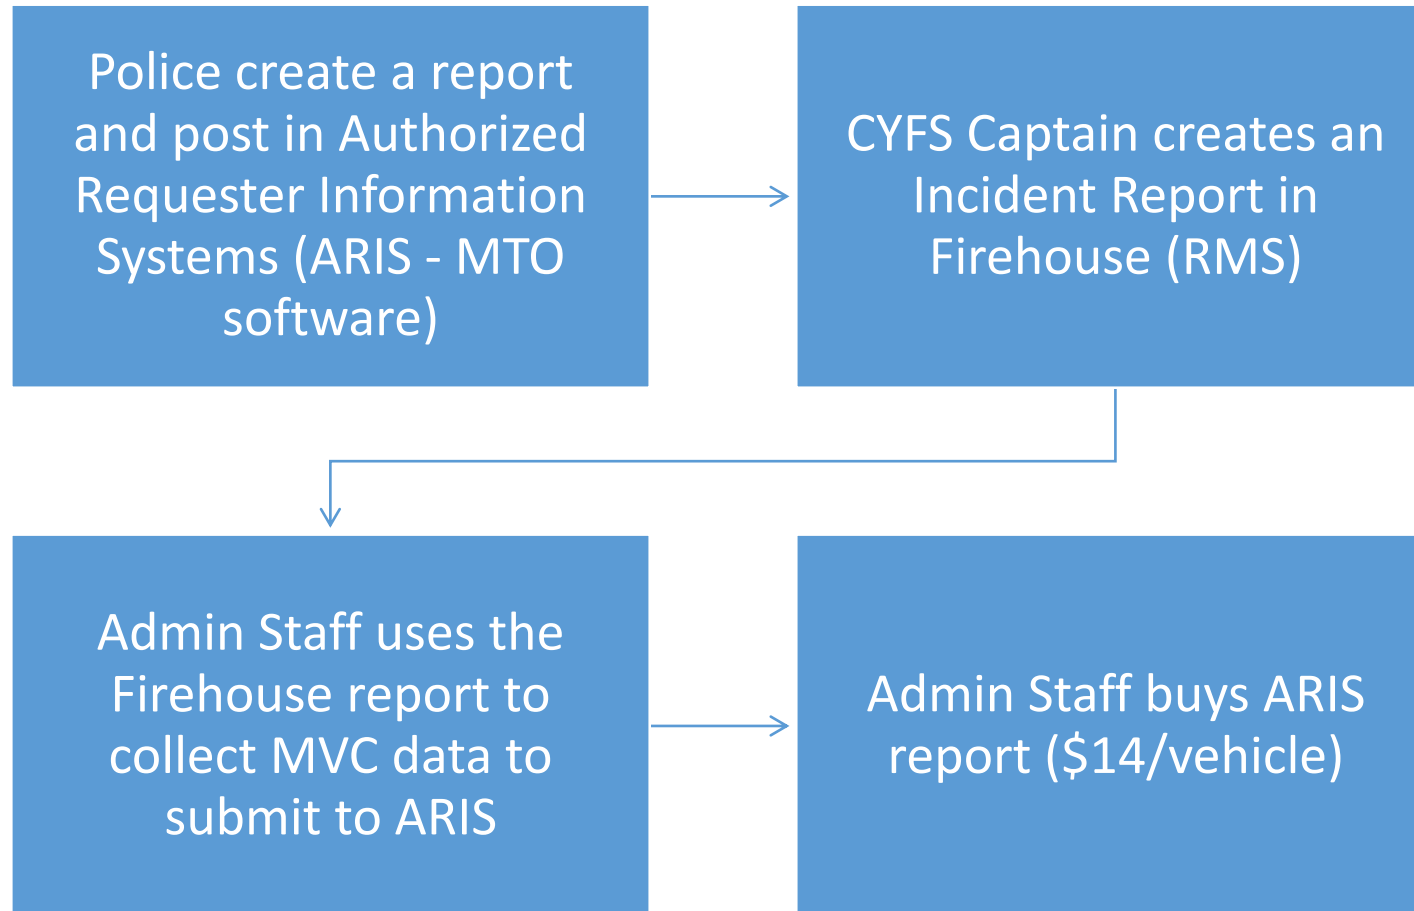 Police create a report
and post in Authorized
Requester Information
Systems (ARIS - MTO
software)
CYFS Captain creates an
Incident Report in
Firehouse (RMS)
Admin Staff uses the
Firehouse report to
collect MVC data to
submit to ARIS
Admin Staff buys ARIS
report ($14/vehicle)